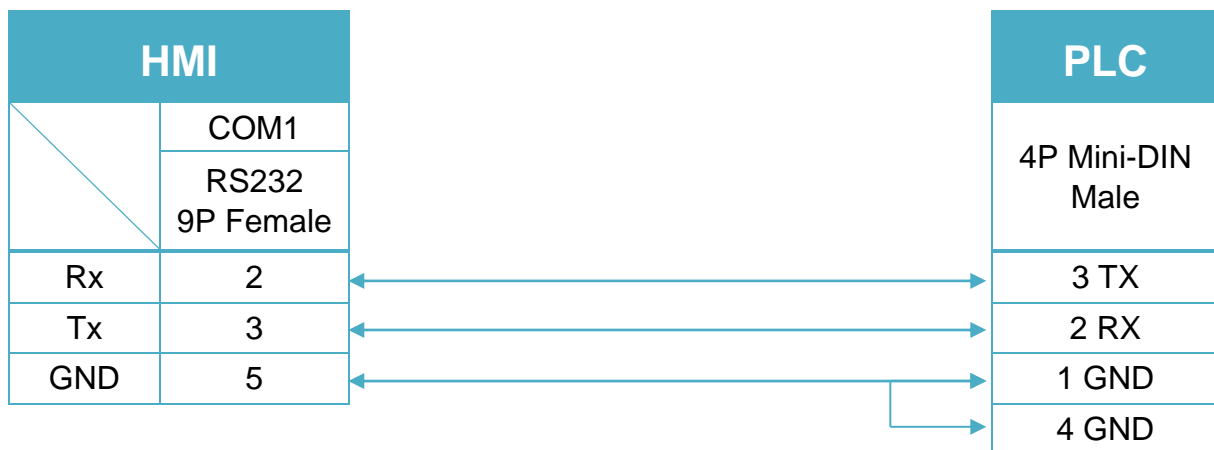 HMI
PLC
COM1
RS232
9P Female
4P Mini-DIN
Male
Rx 2 3 TX
Tx 3 2 RX
GND 5 1 GND
4 GND